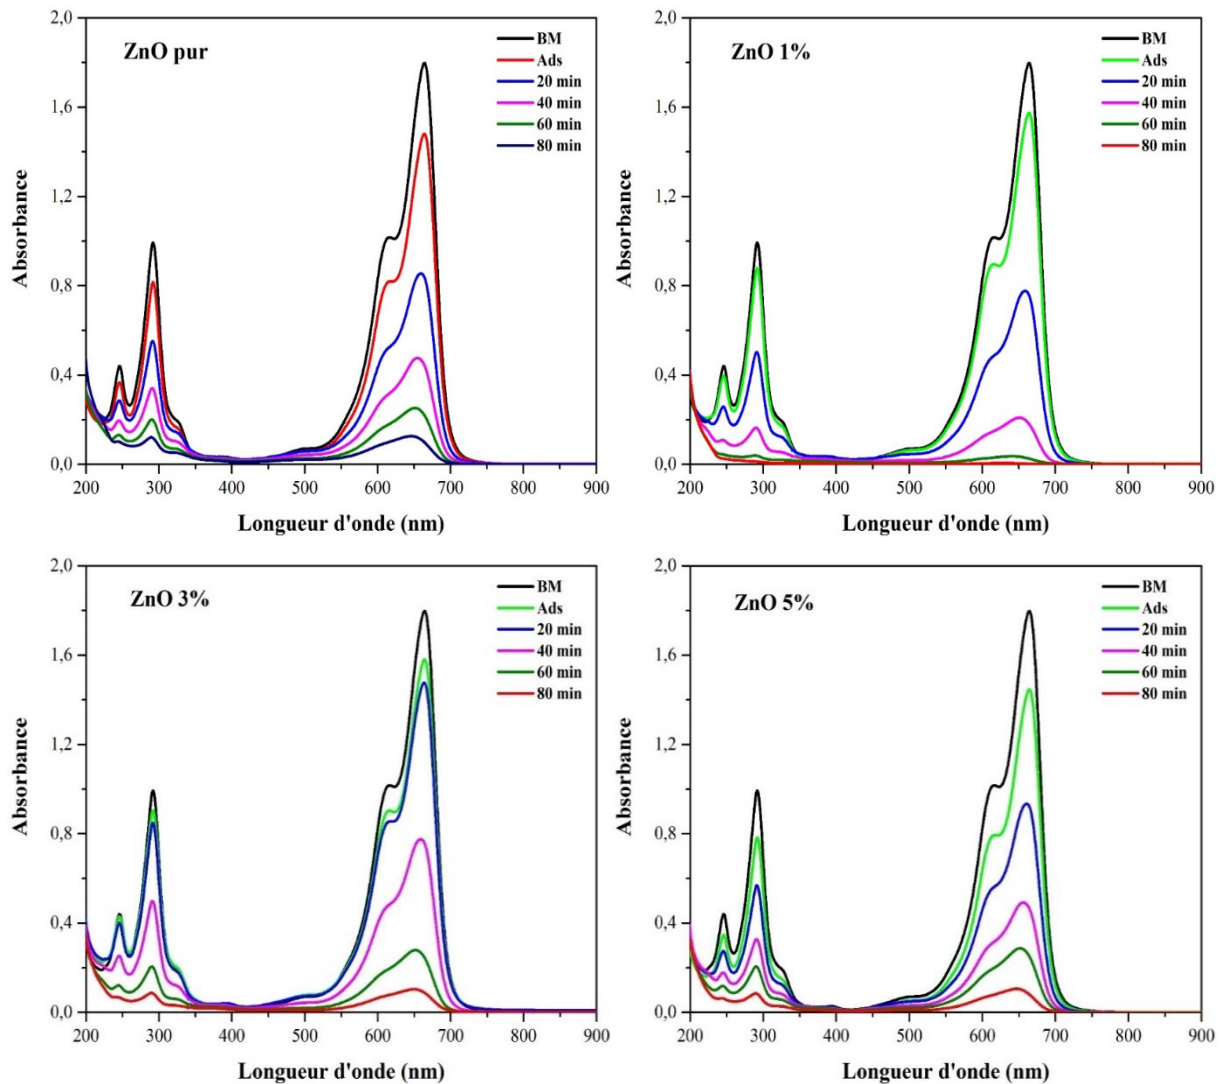 2,0
1,6
1,2
0,8
0,4
0,0
Absorbance
ZnO pur
BM
Ads
20 min
40 min
60 min
80 min
200 300 400 500 600 700 800 900
Longueur d'onde (nm)
2,0
1,6
1,2
0,8
0,4
0,0
Absorbance
ZnO 1%
BM
Ads
20 min
40 min
60 min
80 min
200 300 400 500 600 700 800 900
Longueur d'onde (nm)
2,0
1,6
1,2
0,8
0,4
0,0
Absorbance
ZnO 3%
BM
Ads
20 min
40 min
60 min
80 min
200 300 400 500 600 700 800 900
Longueur d'onde (nm)
2,0
1,6
1,2
0,8
0,4
0,0
Absorbance
ZnO 5%
BM
Ads
20 min
40 min
60 min
80 min
200 300 400 500 600 700 800 900
Longueur d'onde (nm)